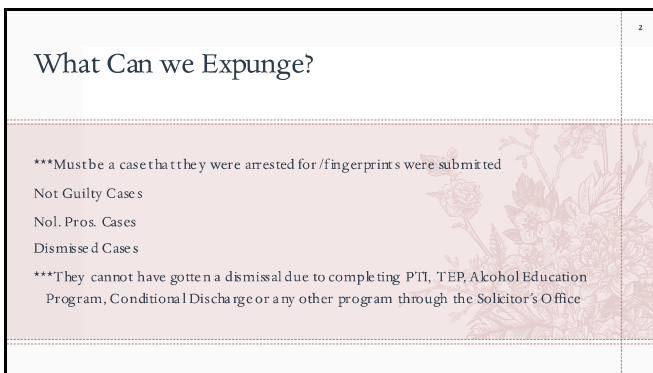 2
What Can we Expunge?
***Must be a case that they were arrested for/fingerprints were submitted
Not Guilty Cases
Nol. Pros. Cases
Dismissed Cases
***They cannot have gotten a dismissal due to completing PTI, TEP, Alcohol Education
Program, Conditional Discharge or any other program through the Solicitor's Office